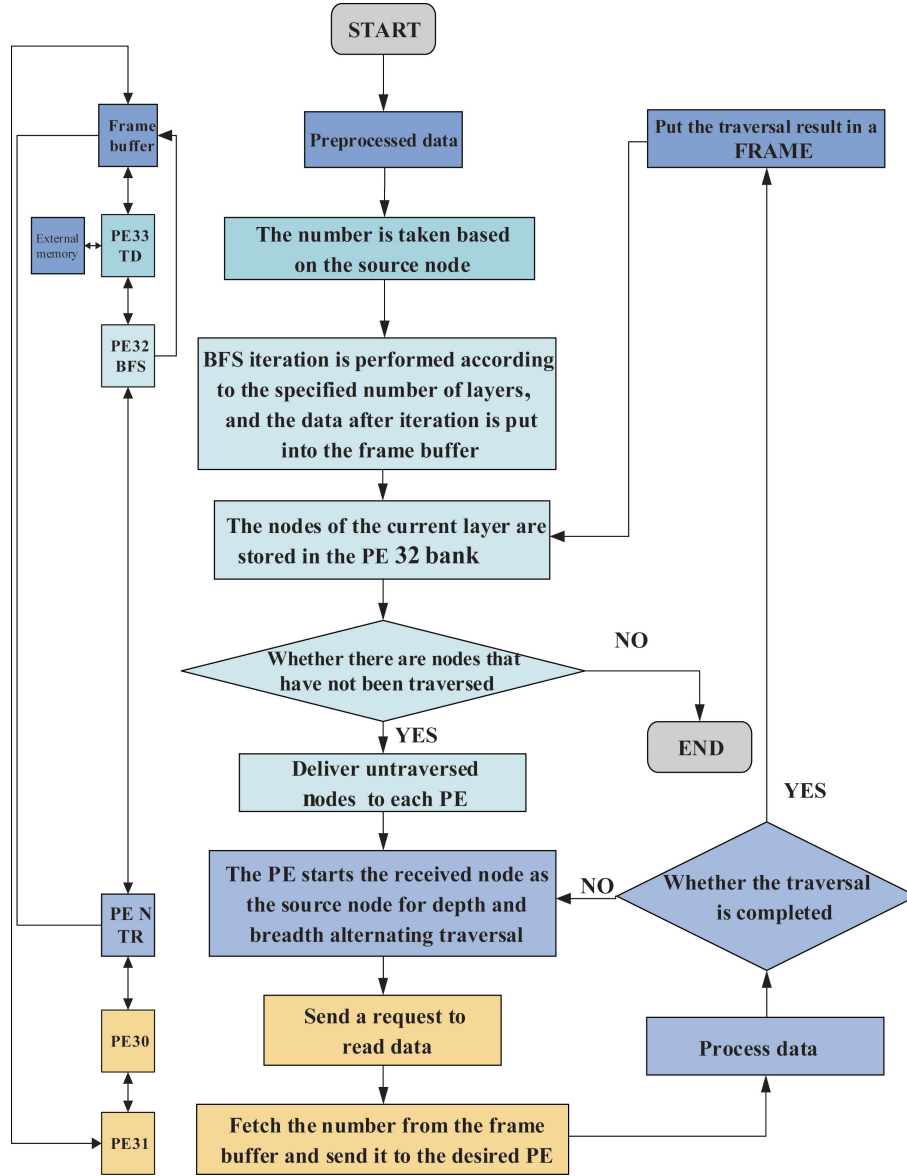 START
Frame
buffer
Preprocessed data
Put the traversal result in a
FRAME
External
memory
PE33
TD
The number is taken based
on the source node
PE32
BFS
BFS iteration is performed according
to the specified number of layers,
and the data after iteration is put
into the frame buffer
The nodes of the current layer are
stored in the PE 32 bank
Whether there are nodes that
have not been traversed
NO
END
YES
Deliver untraversed
nodes to each PE
YES
PE N
TR
The PE starts the received node as
the source node for depth and
breadth alternating traversal
NO
Whether the traversal
is completed
PE30
Send a request to
read data
Process data
PE31
Fetch the number from the frame
buffer and send it to the desired PE